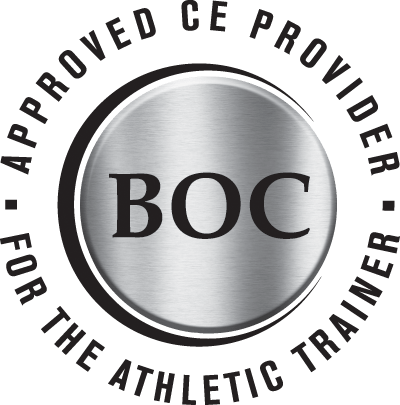 APPROVED CE PROVIDER
BOC
FOR THE ATHLETIC TRAINER